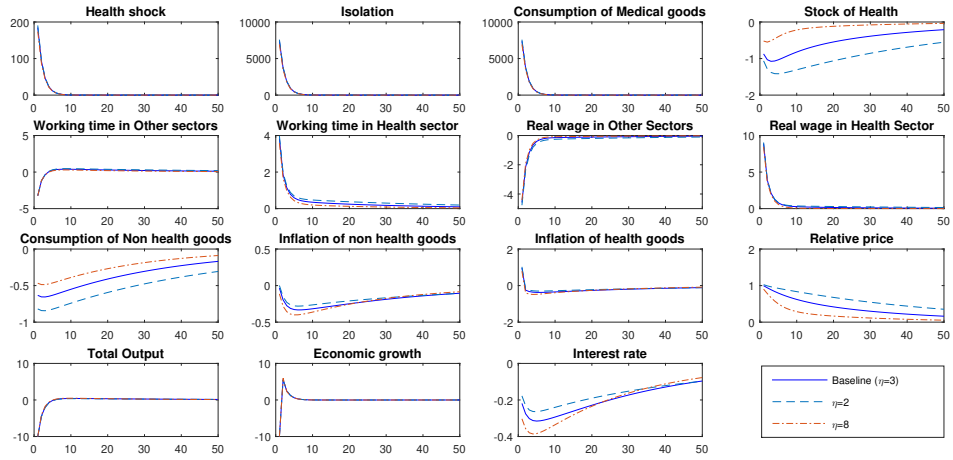 Health shock
200
100
0
0 10 20 30 40 50
Isolation
10000
5000
0
0 10 20 30 40 50
Consumption of Medical goods
10000
5000
0
0 10 20 30 40 50
Stock of Health
0
-1
-2
0 10 20 30 40 50
Working time in Other sectors
5
0
-5
0 10 20 30 40 50
Working time in Health sector
4
2
0
0 10 20 30 40 50
Real wage in Other Sectors
0
-2
-4
0 10 20 30 40 50
Real wage in Health Sector
10
5
0
0 10 20 30 40 50
Consumption of Non health goods
0
-0.5
-1
0 10 20 30 40 50
Inflation of non health goods
0.5
0
-0.5
0 10 20 30 40 50
Inflation of health goods
2
0
-2
0 10 20 30 40 50
Relative price
2
1
0
0 10 20 30 40 50
Total Output
10
0
-10
0 10 20 30 40 50
Economic growth
10
0
-10
0 10 20 30 40 50
Interest rate
0
-0.2
-0.4
0 10 20 30 40 50
Baseline (η=3)
η=2
η=8